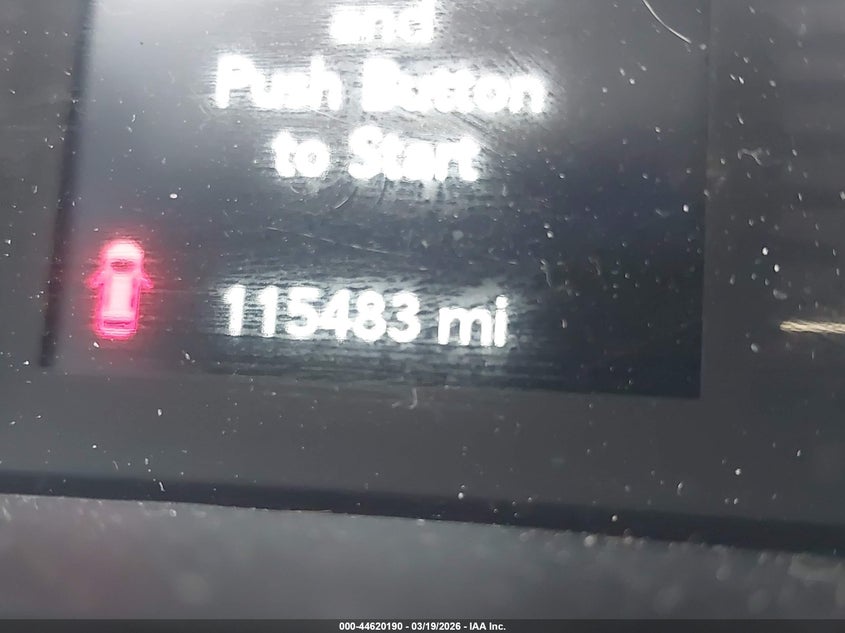 and
Push Button
to Start
115483 mi
000-44620190 - 03/19/2026 - IAA Inc.